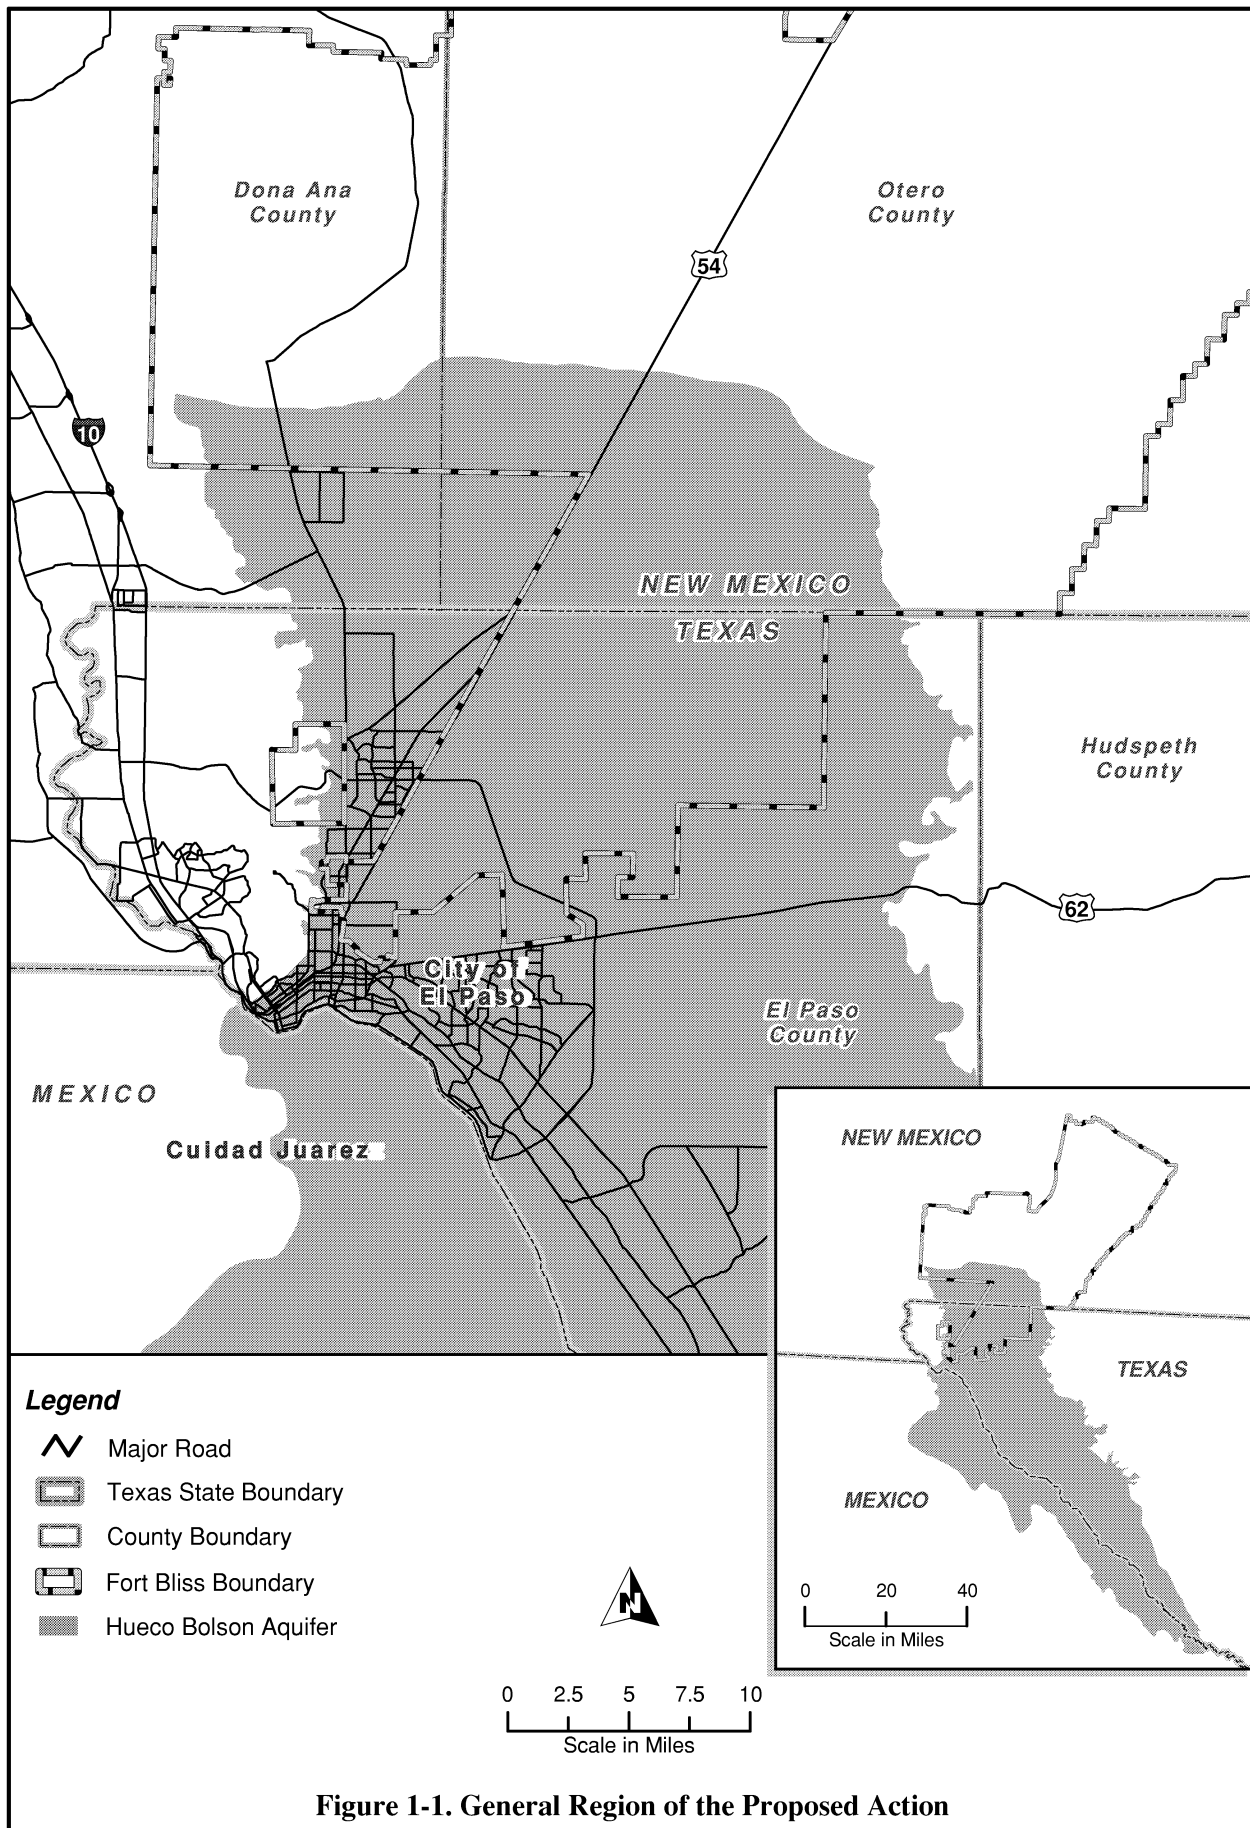 Dona Ana
County
Otero
County
54
10
NEW MEXICO
TEXAS
Hudspeth
County
62
City of
El Paso
El Paso
County
MEXICO
Cuidad Juarez
NEW MEXICO
TEXAS
MEXICO
0 20 40
Scale in Miles
Legend
Major Road
Texas State Boundary
County Boundary
Fort Bliss Boundary
Hueco Bolson Aquifer
N
0 2.5 5 7.5 10
Scale in Miles
Figure 1-1. General Region of the Proposed Action